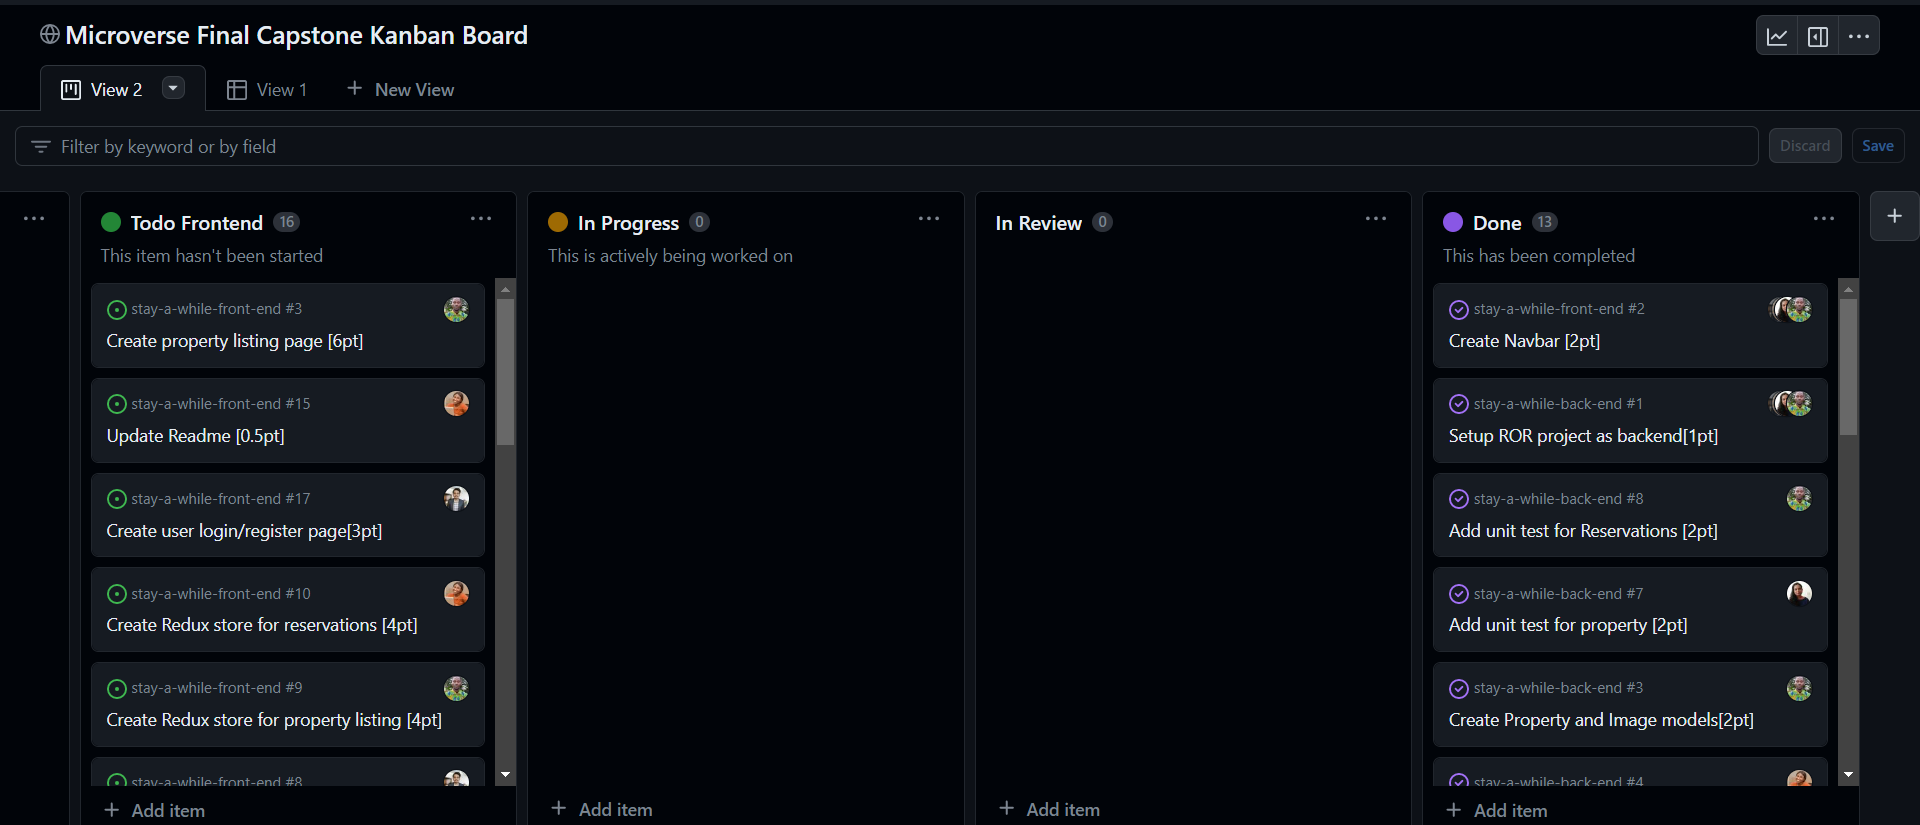 Microverse Final Capstone Kanban Board
View 2
View 1
New View
Filter by keyword or by field
Discard
Save
Todo Frontend 16
This item hasn't been started
stay-a-while-front-end #3
Create property listing page [6pt]
stay-a-while-front-end #15
Update Readme [0.5pt]
stay-a-while-front-end #17
Create user login/register page[3pt]
stay-a-while-front-end #10
Create Redux store for reservations [4pt]
stay-a-while-front-end #9
Create Redux store for property listing [4pt]
stay-a-while-front-end #8
Add item
In Progress 0
This is actively being worked on
Add item
In Review 0
Add item
Done 13
This has been completed
stay-a-while-front-end #2
Create Navbar [2pt]
stay-a-while-back-end #1
Setup ROR project as backend[1pt]
stay-a-while-back-end #8
Add unit test for Reservations [2pt]
stay-a-while-back-end #7
Add unit test for property [2pt]
stay-a-while-back-end #3
Create Property and Image models[2pt]
stay-a-while-back-end #4
Add item